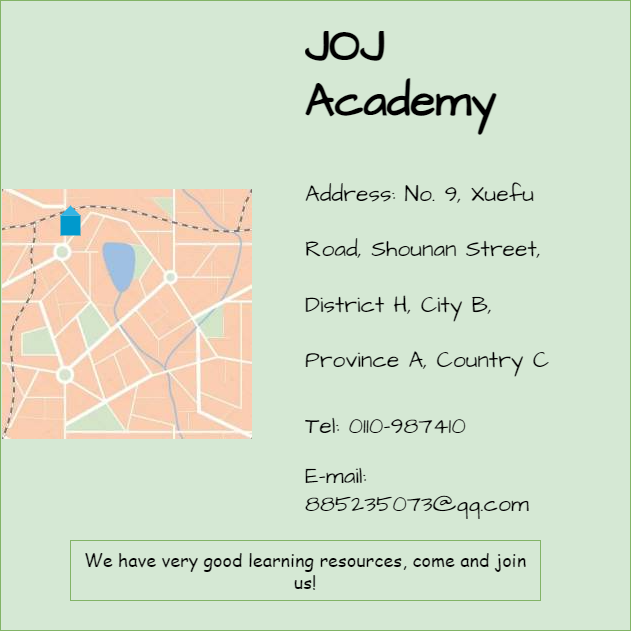 JOJ
Academy
Address: No. 9, Xuefu
Road, Shounan Street,
District H, City B,
Province A, Country C
Tel: 0110-987410
E-mail:
885235073@qq.com
We have very good learning resources, come and join
us!